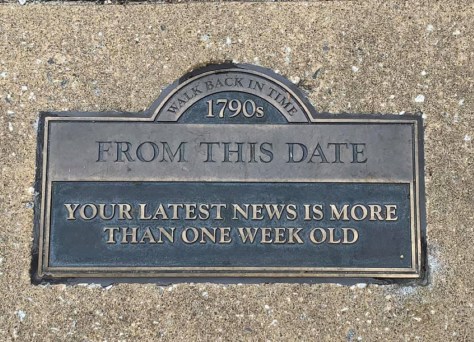 WALK BACK IN TIME
1790s
FROM THIS DATE
YOUR LATEST NEWS IS MORE
THAN ONE WEEK OLD